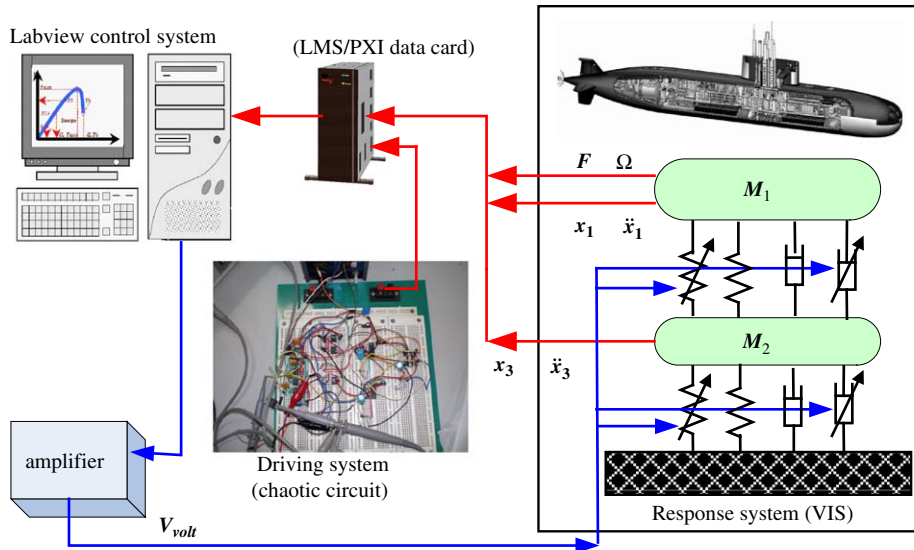 Labview control system
(LMS/PXI data card)
F Ω
M₁
x₁ ẍ₁
M₂
x₃ ẍ₃
amplifier
Driving system
(chaotic circuit)
V_volt
Response system (VIS)